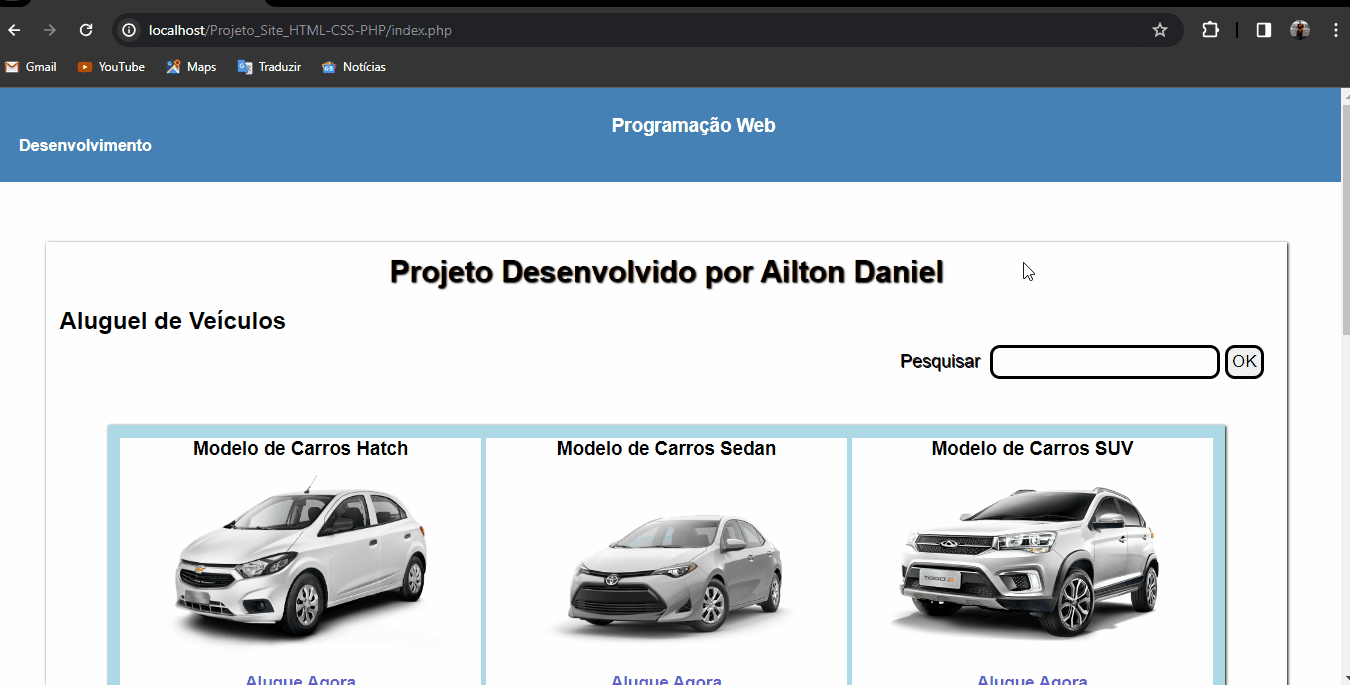 localhost/Projeto_Site_HTML-CSS-PHP/index.php
Gmail YouTube Maps Traduzir Notícias
Programação Web
Desenvolvimento
Projeto Desenvolvido por Ailton Daniel
Aluguel de Veículos
Pesquisar OK
Modelo de Carros Hatch Modelo de Carros Sedan Modelo de Carros SUV
TIGGO 2
Alugue Agora Alugue Agora Alugue Agora